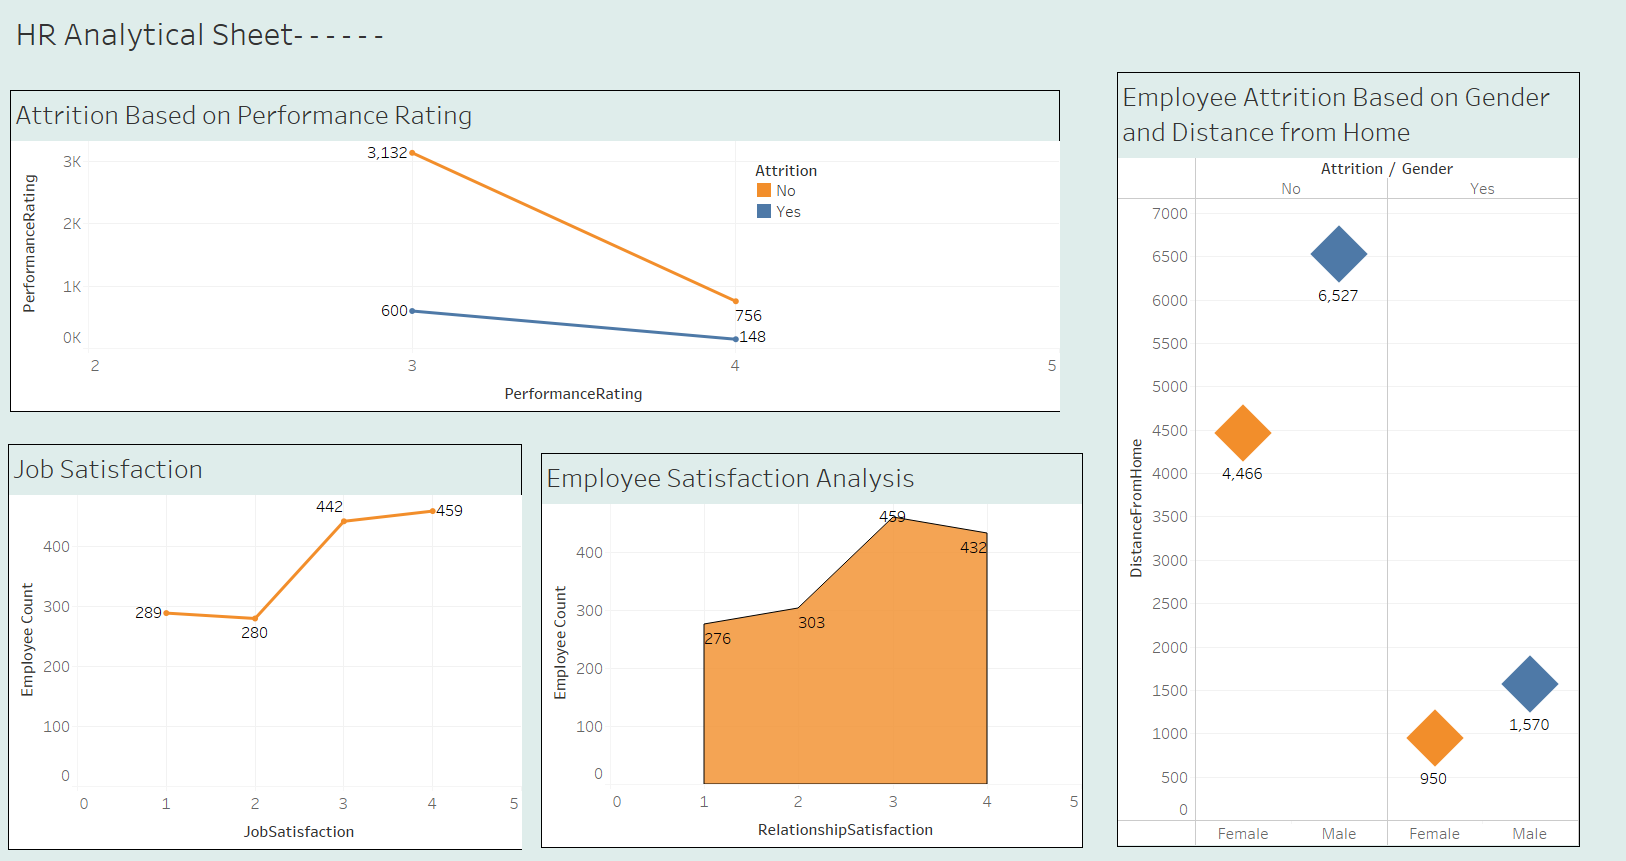 HR Analytical Sheet- - - - - -
Attrition Based on Performance Rating
PerformanceRating
3K
2K
1K
0K
3,132
600
756
148
Attrition
No
Yes
2
3
4
5
PerformanceRating
Employee Attrition Based on Gender
and Distance from Home
Attrition / Gender
No
Yes
DistanceFromHome
7000
6500
6000
5500
5000
4500
4000
3500
3000
2500
2000
1500
1000
500
0
6,527
4,466
1,570
950
Female
Male
Female
Male
Job Satisfaction
Employee Count
400
300
200
100
0
289
280
442
459
0
1
2
3
4
5
JobSatisfaction
Employee Satisfaction Analysis
Employee Count
400
300
200
100
0
276
303
459
432
0
1
2
3
4
5
RelationshipSatisfaction